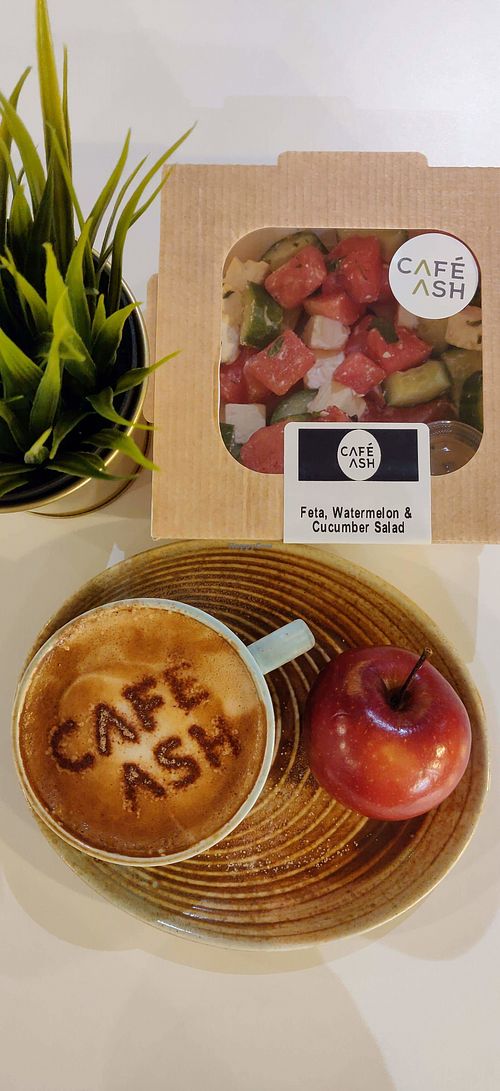 CAFÉ
ASH
CAFÉ
ASH
Feta, Watermelon &
Cucumber Salad
CAFE
ASH